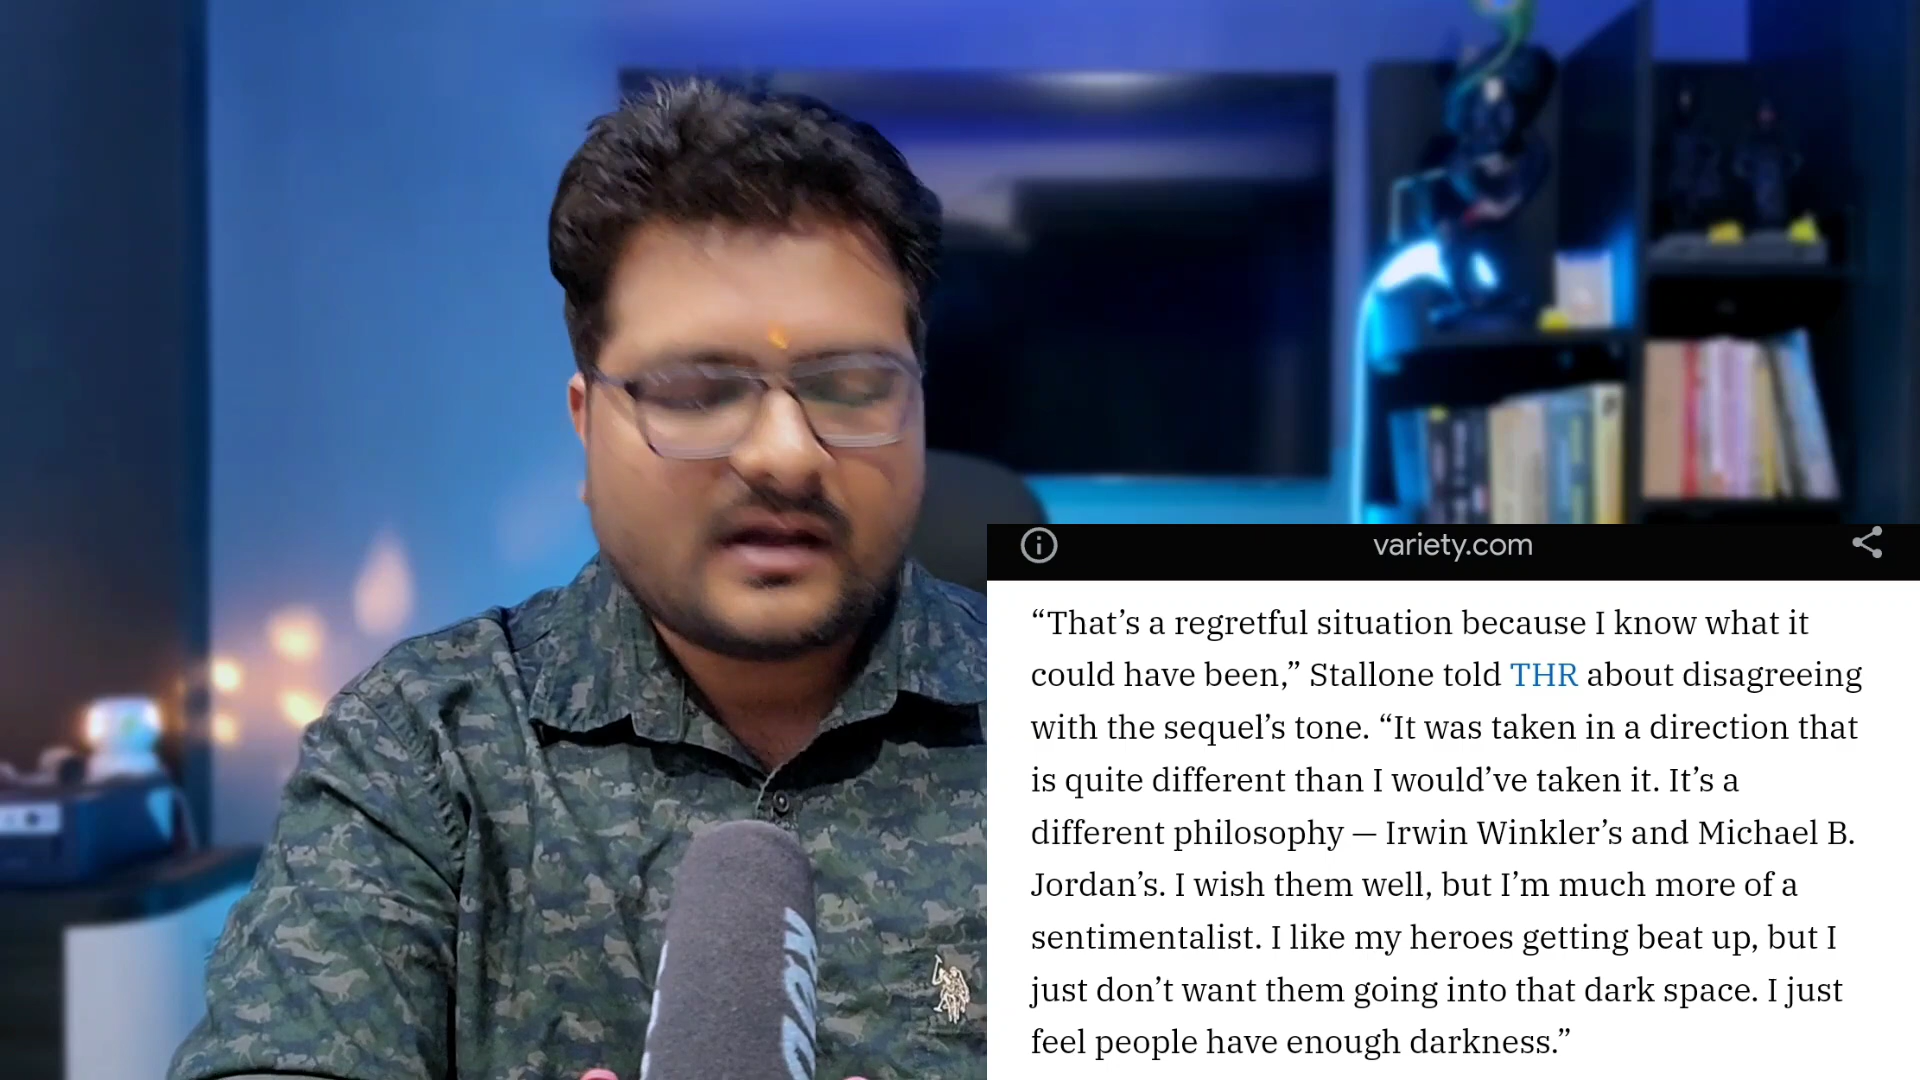 variety.com
“That’s a regretful situation because I know what it
could have been,” Stallone told THR about disagreeing
with the sequel’s tone. “It was taken in a direction that
is quite different than I would’ve taken it. It’s a
different philosophy — Irwin Winkler’s and Michael B.
Jordan’s. I wish them well, but I’m much more of a
sentimentalist. I like my heroes getting beat up, but I
just don’t want them going into that dark space. I just
feel people have enough darkness.”